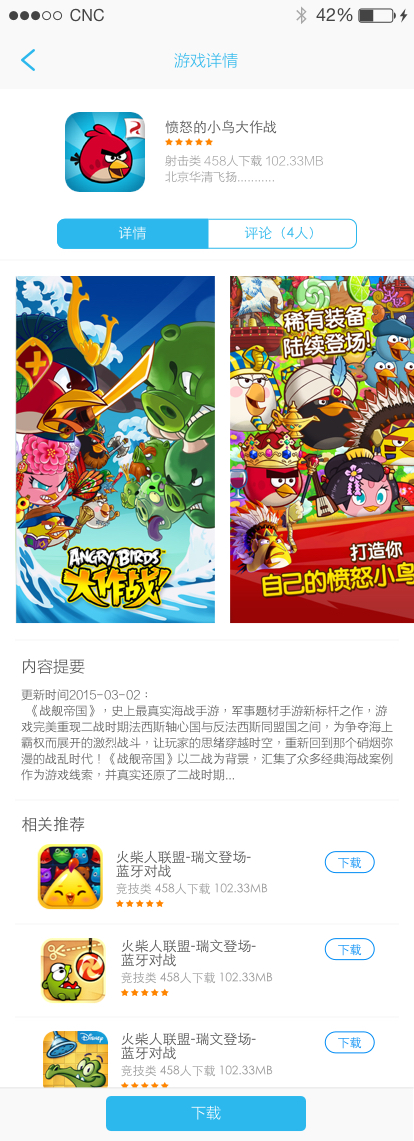 CNC 42%
游戏详情
愤怒的小鸟大作战
射击类 458人下载 102.33MB
北京华清飞扬..........
详情
评论（4人）
ANGRY BIRDS
大作战!
稀有装备
陆续登场!
打造你
自己的愤怒小鸟
内容提要
更新时间2015-03-02：
《战舰帝国》，史上最真实海战手游，军事题材手游新标杆之作，游
戏完美重现二战时期法西斯轴心国与反法西斯同盟国之间，为争夺海上
霸权而展开的激烈战斗，让玩家的思绪穿越时空，重新回到那个硝烟弥
漫的战乱时代！《战舰帝国》以二战为背景，汇集了众多经典海战案例
作为游戏线索，并真实还原了二战时期...
相关推荐
火柴人联盟-瑞文登场-
蓝牙对战
竞技类 458人下载 102.33MB
下载
火柴人联盟-瑞文登场-
蓝牙对战
竞技类 458人下载 102.33MB
下载
Disney
火柴人联盟-瑞文登场-
蓝牙对战
竞技类 458人下载 102.33MB
下载
下载